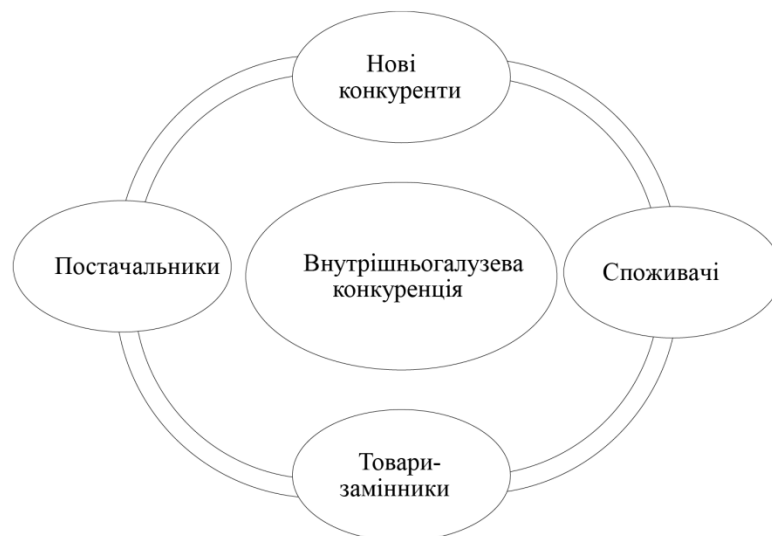 Нові
конкуренти
Постачальники
Внутрішньогалузева
конкуренція
Споживачі
Товари-
замінники